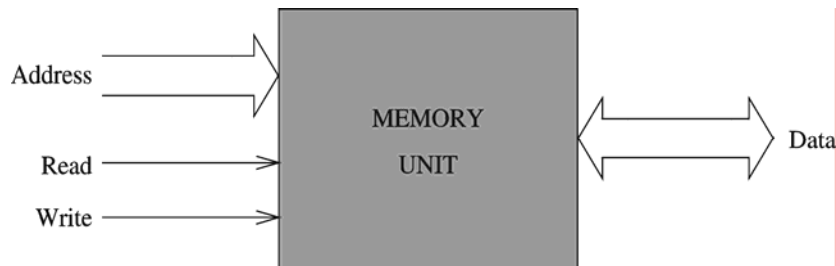 Address
Read
Write
MEMORY
UNIT
Data